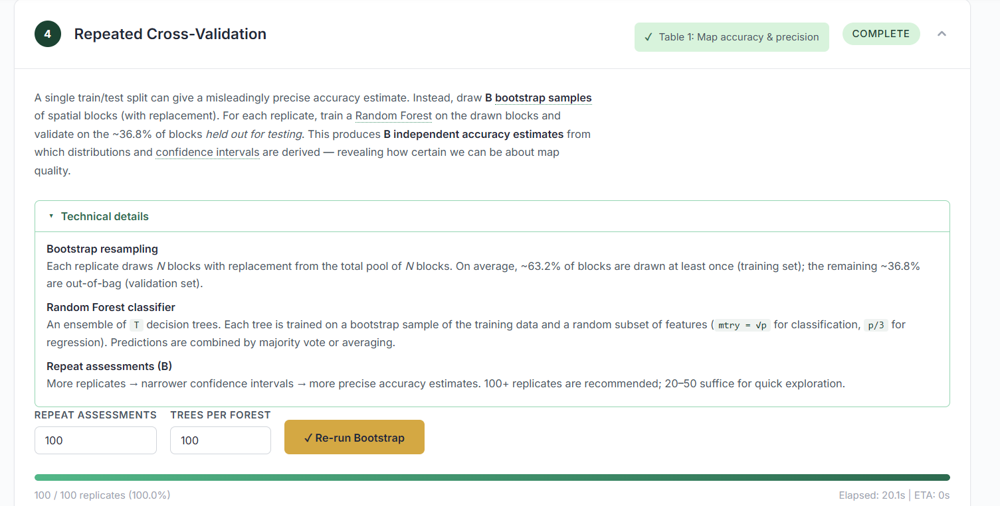 4
Repeated Cross-Validation
✓ Table 1: Map accuracy & precision
COMPLETE
A single train/test split can give a misleadingly precise accuracy estimate. Instead, draw B bootstrap samples
of spatial blocks (with replacement). For each replicate, train a Random Forest on the drawn blocks and
validate on the ~36.8% of blocks held out for testing. This produces B independent accuracy estimates from
which distributions and confidence intervals are derived — revealing how certain we can be about map
quality.
▼ Technical details
Bootstrap resampling
Each replicate draws N blocks with replacement from the total pool of N blocks. On average, ~63.2% of blocks are drawn at least once (training set); the remaining ~36.8%
are out-of-bag (validation set).
Random Forest classifier
An ensemble of T decision trees. Each tree is trained on a bootstrap sample of the training data and a random subset of features ( mtry = √p for classification, p/3 for
regression). Predictions are combined by majority vote or averaging.
Repeat assessments (B)
More replicates → narrower confidence intervals → more precise accuracy estimates. 100+ replicates are recommended; 20–50 suffice for quick exploration.
REPEAT ASSESSMENTS
TREES PER FOREST
100
100
✓ Re-run Bootstrap
100 / 100 replicates (100.0%)
Elapsed: 20.1s | ETA: 0s